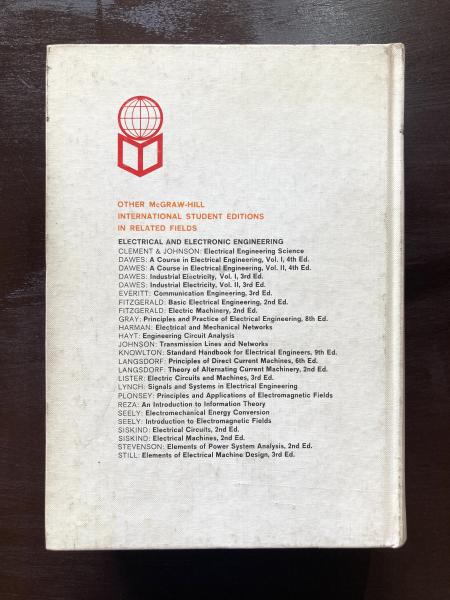 OTHER McGRAW-HILL
INTERNATIONAL STUDENT EDITIONS
IN RELATED FIELDS
ELECTRICAL AND ELECTRONIC ENGINEERING
CLEMENT & JOHNSON: Electrical Engineering Science
DAWES: A Course in Electrical Engineering, Vol. I, 4th Ed.
DAWES: A Course in Electrical Engineering, Vol. II, 4th Ed.
DAWES: Industrial Electricity, Vol. I, 3rd Ed.
DAWES: Industrial Electricity, Vol. II, 3rd Ed.
EVERITT: Communication Engineering, 3rd Ed.
FITZGERALD: Basic Electrical Engineering, 2nd Ed.
FITZGERALD: Electric Machinery, 2nd Ed.
GRAY: Principles and Practice of Electrical Engineering, 8th Ed.
HARMAN: Electrical and Mechanical Networks
HAYT: Engineering Circuit Analysis
JOHNSON: Transmission Lines and Networks
KNOWLTON: Standard Handbook for Electrical Engineers, 9th Ed.
LANGSDORF: Principles of Direct Current Machines, 6th Ed.
LANGSDORF: Theory of Alternating Current Machinery, 2nd Ed.
LISTER: Electric Circuits and Machines, 3rd Ed.
LYNCH: Signals and Systems in Electrical Engineering
PLONSEY: Principles and Applications of Electromagnetic Fields
REZA: An Introduction to Information Theory
SEELY: Electromechanical Energy Conversion
SEELY: Introduction to Electromagnetic Fields
SISKIND: Electrical Circuits, 2nd Ed.
SISKIND: Electrical Machines, 2nd Ed.
STEVENSON: Elements of Power System Analysis, 2nd Ed.
STILL: Elements of Electrical Machine Design, 3rd Ed.